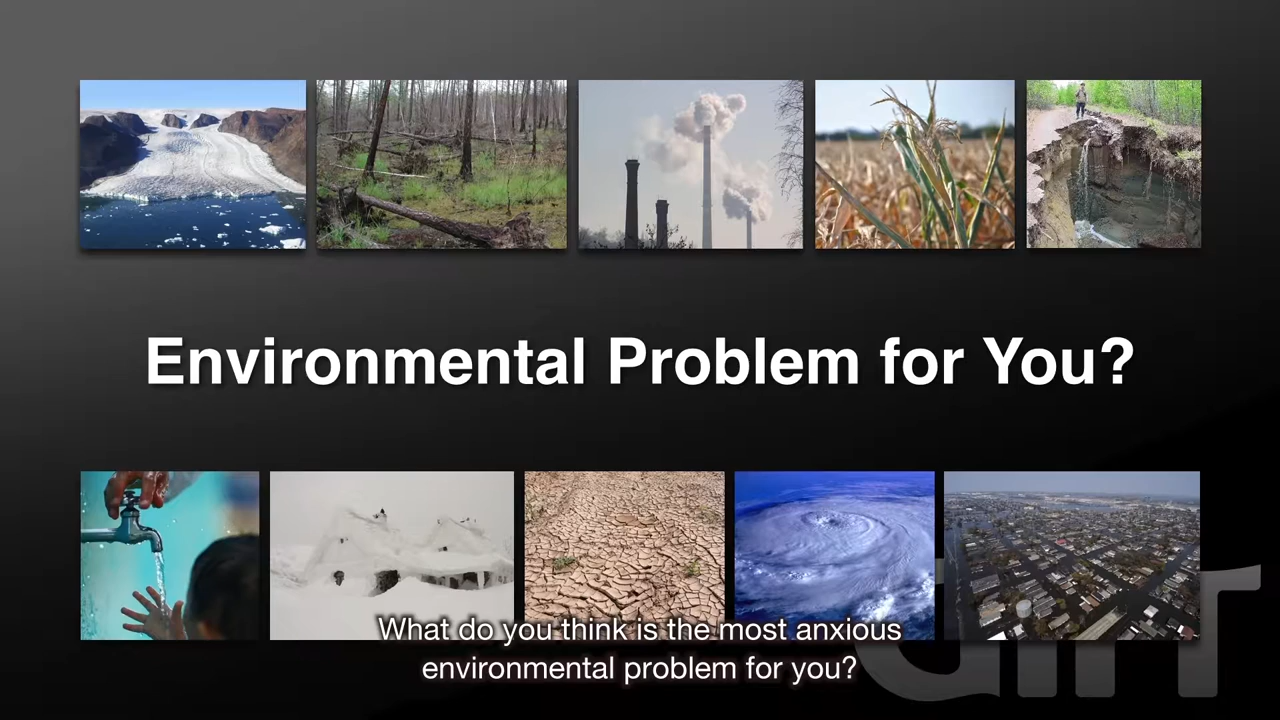 Environmental Problem for You?
What do you think is the most anxious
environmental problem for you?